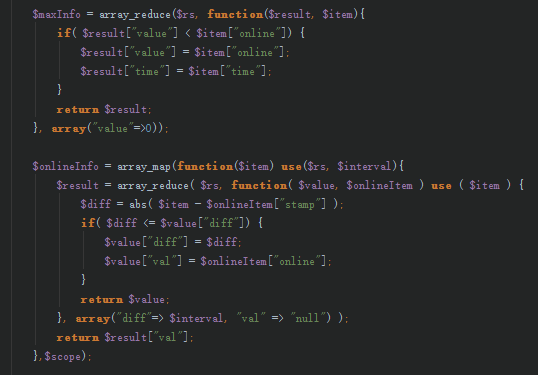 $maxInfo = array_reduce($rs, function($result, $item){
if( $result["value"] < $item["online"]) {
$result["value"] = $item["online"];
$result["time"] = $item["time"];
}
return $result;
}, array("value"=>0));
$onlineInfo = array_map(function($item) use($rs, $interval){
$result = array_reduce( $rs, function( $value, $onlineItem ) use ( $item ) {
$diff = abs( $item - $onlineItem["stamp"] );
if( $diff <= $value["diff"]) {
$value["diff"] = $diff;
$value["val"] = $onlineItem["online"];
}
return $value;
}, array("diff"=> $interval, "val" => "null") );
return $result["val"];
},$scope);